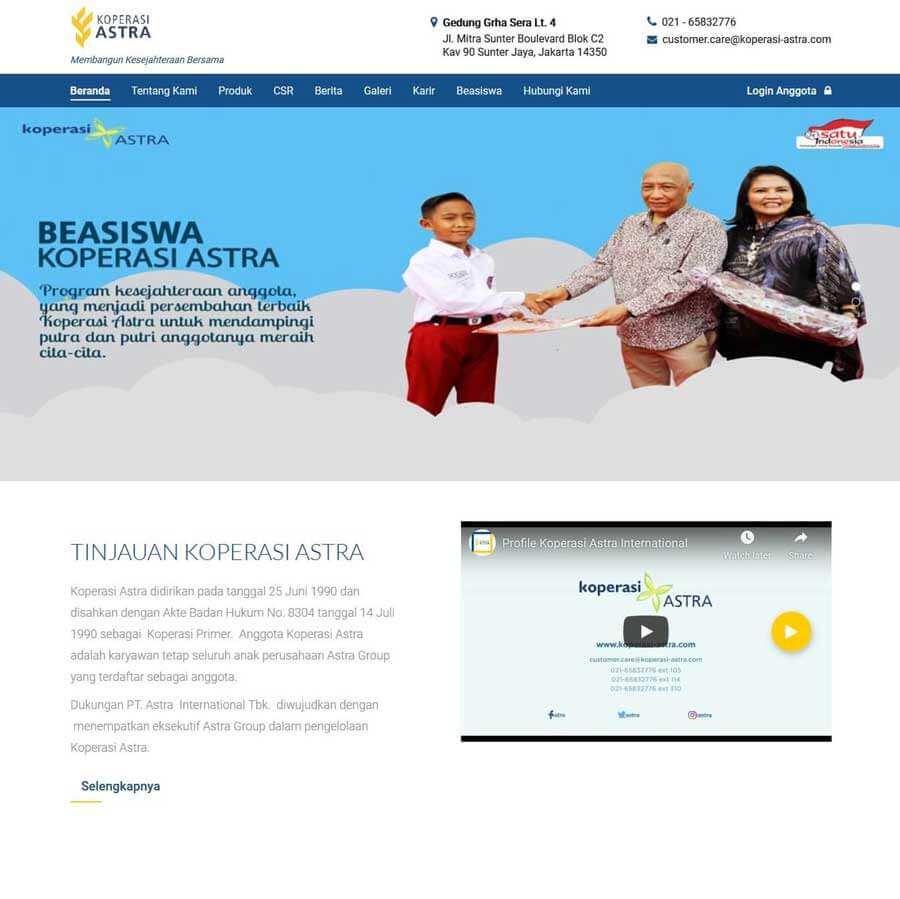 KOPERASI
ASTRA
Membangun Kesejahteraan Bersama
Gedung Grha Sera Lt. 4
Jl. Mitra Sunter Boulevard Blok C2
Kav 90 Sunter Jaya, Jakarta 14350
021 - 65832776
customer.care@koperasi-astra.com
Beranda Tentang Kami Produk CSR Berita Galeri Karir Beasiswa Hubungi Kami Login Anggota
koperasi ASTRA
satu
Indonesia
BEASISWA
KOPERASI ASTRA
Program kesejahteraan anggota,
yang menjadi persembahan terbaik
Koperasi Astra untuk mendampingi
putra dan putri anggotanya meraih
cita-cita.
TINJAUAN KOPERASI ASTRA
Koperasi Astra didirikan pada tanggal 25 Juni 1990 dan
disahkan dengan Akte Badan Hukum No. 8304 tanggal 14 Juli
1990 sebagai Koperasi Primer. Anggota Koperasi Astra
adalah karyawan tetap seluruh anak perusahaan Astra Group
yang terdaftar sebagai anggota.
Dukungan PT. Astra International Tbk. diwujudkan dengan
menempatkan eksekutif Astra Group dalam pengelolaan
Koperasi Astra.
Selengkapnya
Profile Koperasi Astra International
Watch later Share
koperasi ASTRA
www.koperasi-astra.com
customer.care@koperasi-astra.com
021-65832776 ext 105
021-65832776 ext 114
021-65832776 ext 310
astra astra astra